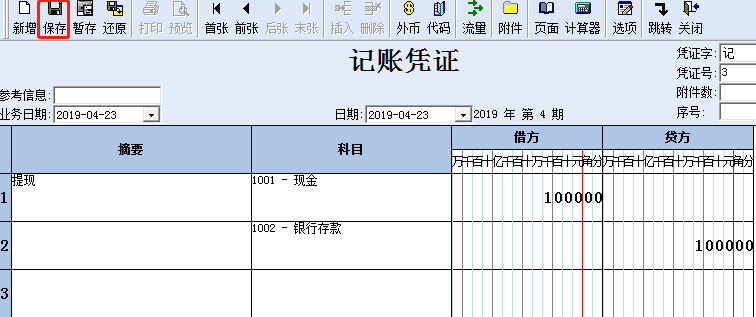 新增 保存 暂存 还原 打印 预览 首张 前张 后张 末张 插入 删除 外币 代码 流量 附件 页面 计算器 选项 跳转 关闭
记账凭证
凭证字: 记
凭证号: 3
参考信息:
附件数:
业务日期: 2019-04-23 日期: 2019-04-23 2019 年 第 4 期
序号:
摘要 科目 借方 贷方
万千百十亿千百十万千百十元角分 万千百十亿千百十万千百十元角分
1 提现 1001 - 现金 100000
2 1002 - 银行存款 100000
3